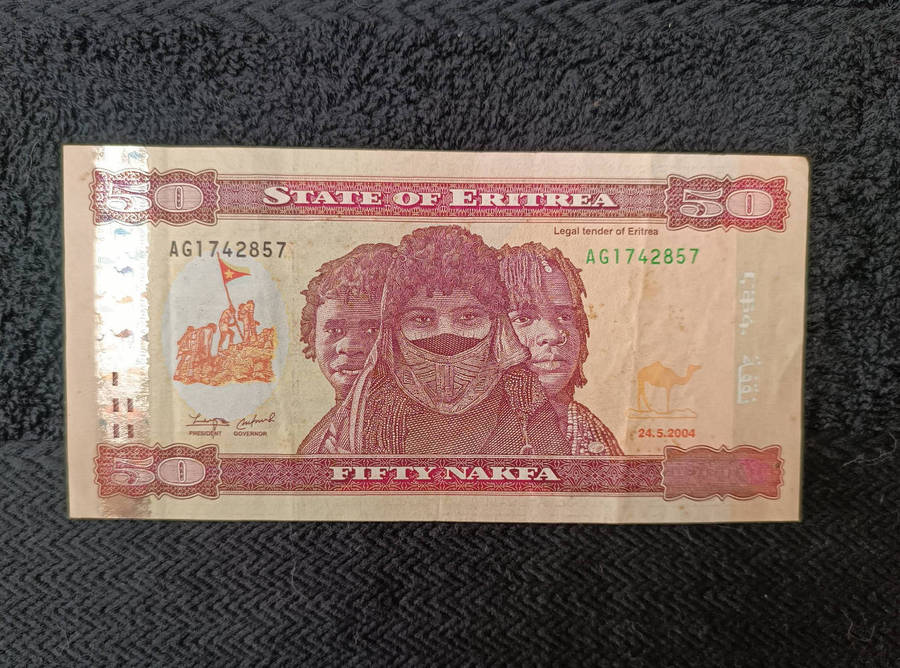 50 STATE OF ERITREA 50
Legal tender of Eritrea
AG1742857 AG1742857
PRESIDENT GOVERNOR
24.5.2004
50 FIFTY NAKFA